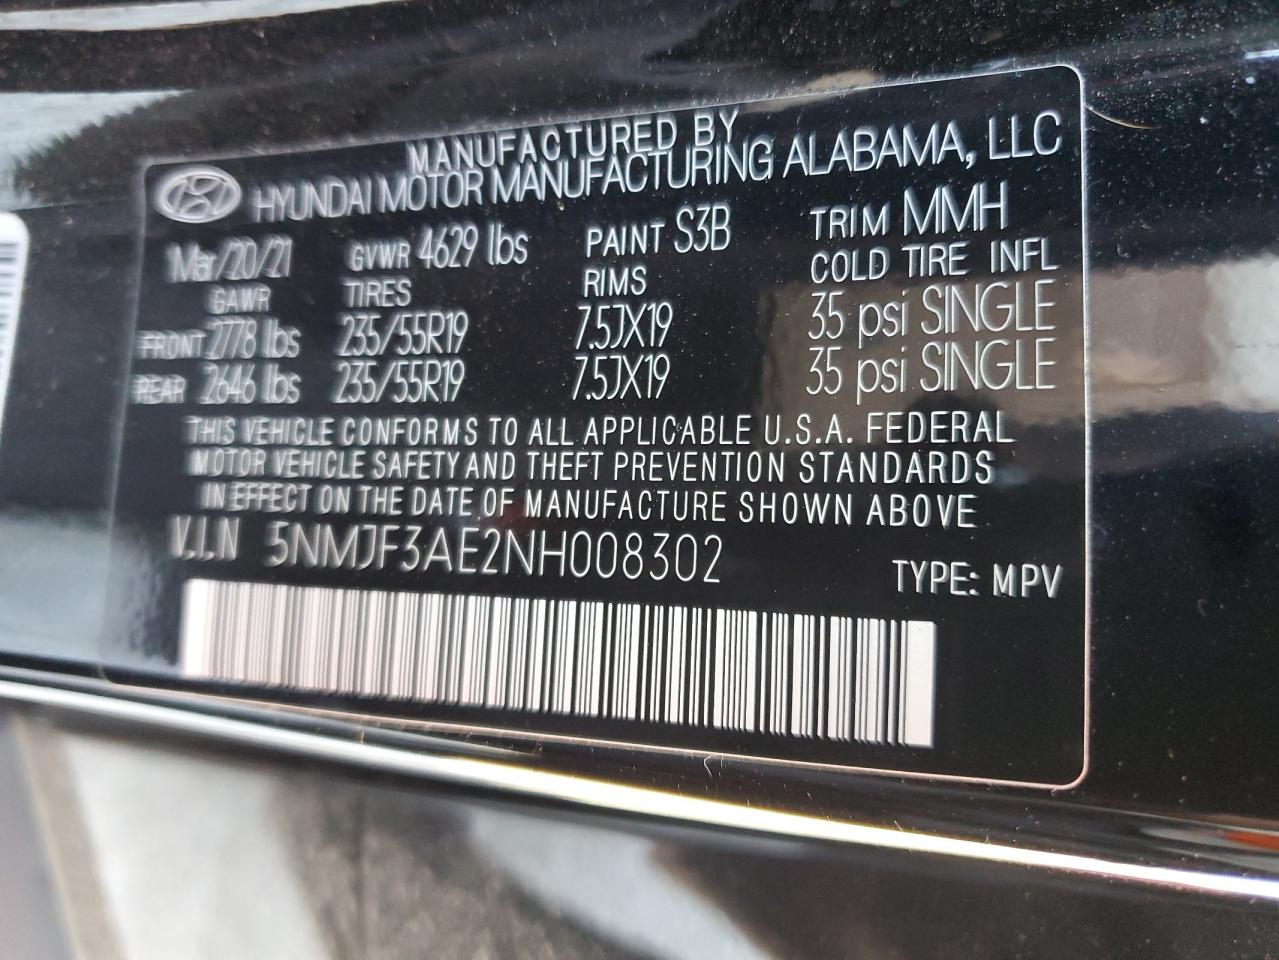 MANUFACTURED BY
HYUNDAI MOTOR MANUFACTURING ALABAMA, LLC
Mar/20/21 GVWR 4629 lbs PAINT S3B TRIM MMH
GAWR TIRES RIMS COLD TIRE INFL
FRONT 2778 lbs 235/55R19 7.5JX19 35 psi SINGLE
REAR 2646 lbs 235/55R19 7.5JX19 35 psi SINGLE
THIS VEHICLE CONFORMS TO ALL APPLICABLE U.S.A. FEDERAL
MOTOR VEHICLE SAFETY AND THEFT PREVENTION STANDARDS
IN EFFECT ON THE DATE OF MANUFACTURE SHOWN ABOVE
V.I.N 5NMJF3AE2NH008302
TYPE: MPV